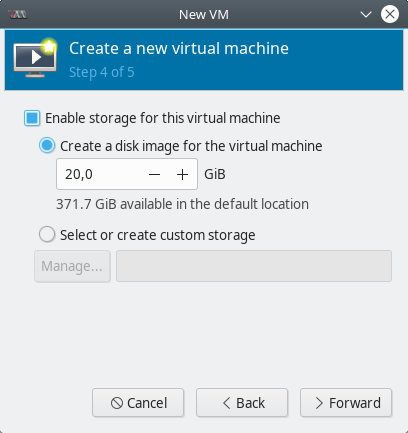 New VM
Create a new virtual machine
Step 4 of 5
Enable storage for this virtual machine
Create a disk image for the virtual machine
20,0 GiB
371.7 GiB available in the default location
Select or create custom storage
Manage...
Cancel Back Forward